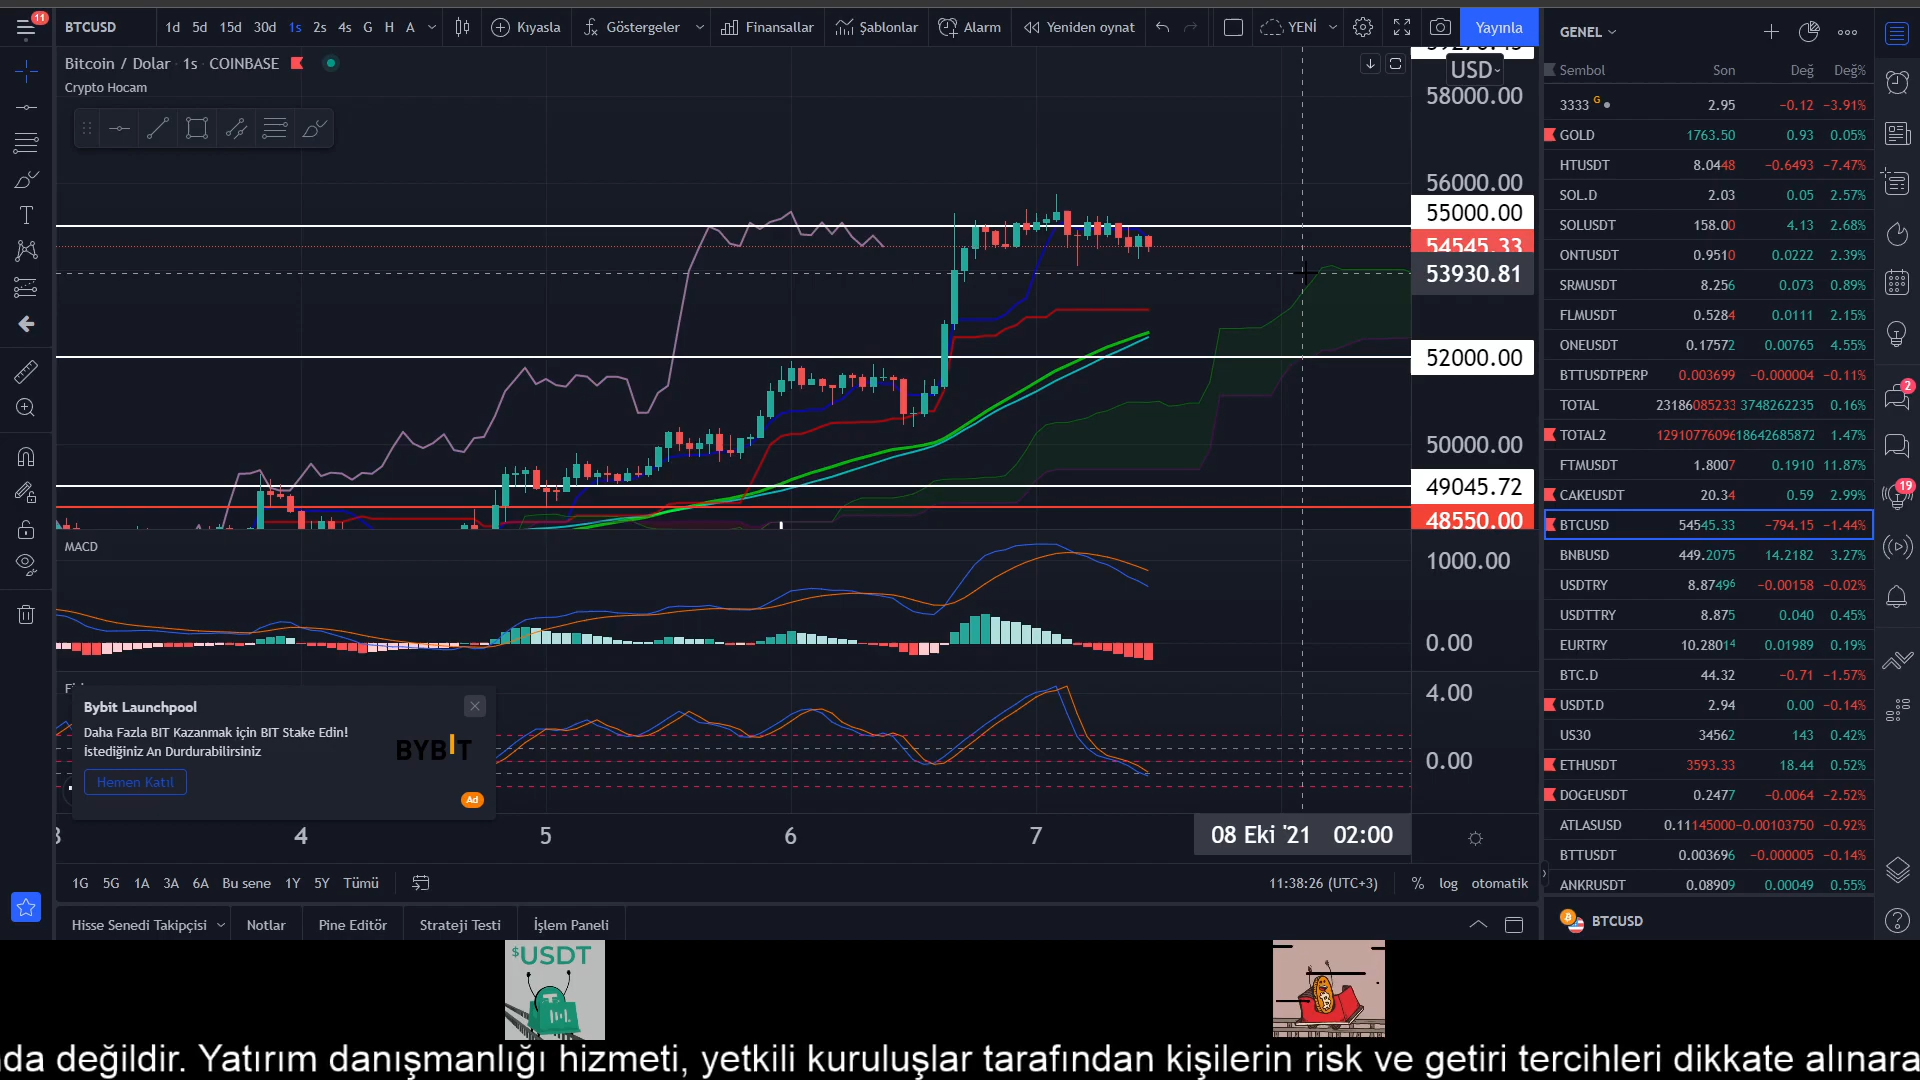 11
BTCUSD 1d 5d 15d 30d 1s 2s 4s G H A Kıyasla Göstergeler Finansallar Şablonlar Alarm Yeniden oynat YENİ Yayınla
Bitcoin / Dolar · 1s · COINBASE
Crypto Hocam
USD
58000.00
56000.00
55000.00
54545.33
53930.81
52000.00
50000.00
49045.72
48550.00
MACD
1000.00
0.00
4.00
0.00
Bybit Launchpool
Daha Fazla BIT Kazanmak için BIT Stake Edin!
İstediğiniz An Durdurabilirsiniz
BYBIT
Hemen Katıl
Ad
4 5 6 7 08 Eki '21 02:00
1G 5G 1A 3A 6A Bu sene 1Y 5Y Tümü 11:38:26 (UTC+3) % log otomatik
Hisse Senedi Takipçisi Notlar Pine Editör Strateji Testi İşlem Paneli
GENEL
Sembol Son Değ Değ%
3333 G 2.95 −0.12 −3.91%
GOLD 1763.50 0.93 0.05%
HTUSDT 8.0448 −0.6493 −7.47%
SOL.D 2.03 0.05 2.57%
SOLUSDT 158.00 4.13 2.68%
ONTUSDT 0.9510 0.0222 2.39%
SRMUSDT 8.256 0.073 0.89%
FLMUSDT 0.5284 0.0111 2.15%
ONEUSDT 0.17572 0.00765 4.55%
BTTUSDTPERP 0.003699 −0.000004 −0.11%
TOTAL 2318608523 3748262235 0.16%
TOTAL2 1291077609 18642685872 1.47%
FTMUSDT 1.8007 0.1910 11.87%
CAKEUSDT 20.34 0.59 2.99%
BTCUSD 54545.33 −794.15 −1.44%
BNBUSD 449.2075 14.2182 3.27%
USDTRY 8.87496 −0.00158 −0.02%
USDTTRY 8.875 0.040 0.45%
EURTRY 10.28014 0.01989 0.19%
BTC.D 44.32 −0.71 −1.57%
USDT.D 2.94 0.00 −0.14%
US30 34562 143 0.42%
ETHUSDT 3593.33 18.44 0.52%
DOGEUSDT 0.2477 −0.0064 −2.52%
ATLASUSD 0.11145000 −0.00103750 −0.92%
BTTUSDT 0.003696 −0.000005 −0.14%
ANKRUSDT 0.08909 0.00049 0.55%
BTCUSD
2
19
$USDT
nda değildir. Yatırım danışmanlığı hizmeti, yetkili kuruluşlar tarafından kişilerin risk ve getiri tercihleri dikkate alınara